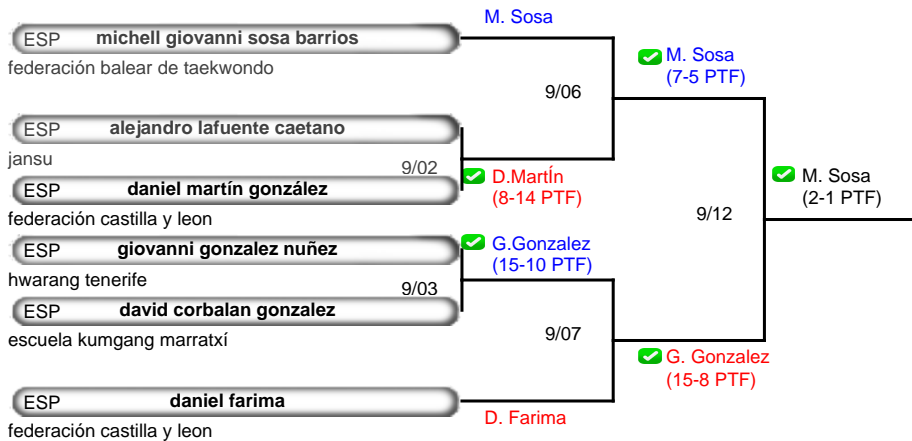 M. Sosa
ESP michell giovanni sosa barrios
federación balear de taekwondo
M. Sosa
(7-5 PTF)
9/06
ESP alejandro lafuente caetano
jansu
9/02
D.MartÍn
(8-14 PTF)
ESP daniel martín gonzález
federación castilla y leon
M. Sosa
(2-1 PTF)
9/12
ESP giovanni gonzalez nuñez
hwarang tenerife
G.Gonzalez
(15-10 PTF)
9/03
ESP david corbalan gonzalez
escuela kumgang marratxí
9/07
G. Gonzalez
(15-8 PTF)
ESP daniel farima
federación castilla y leon
D. Farima